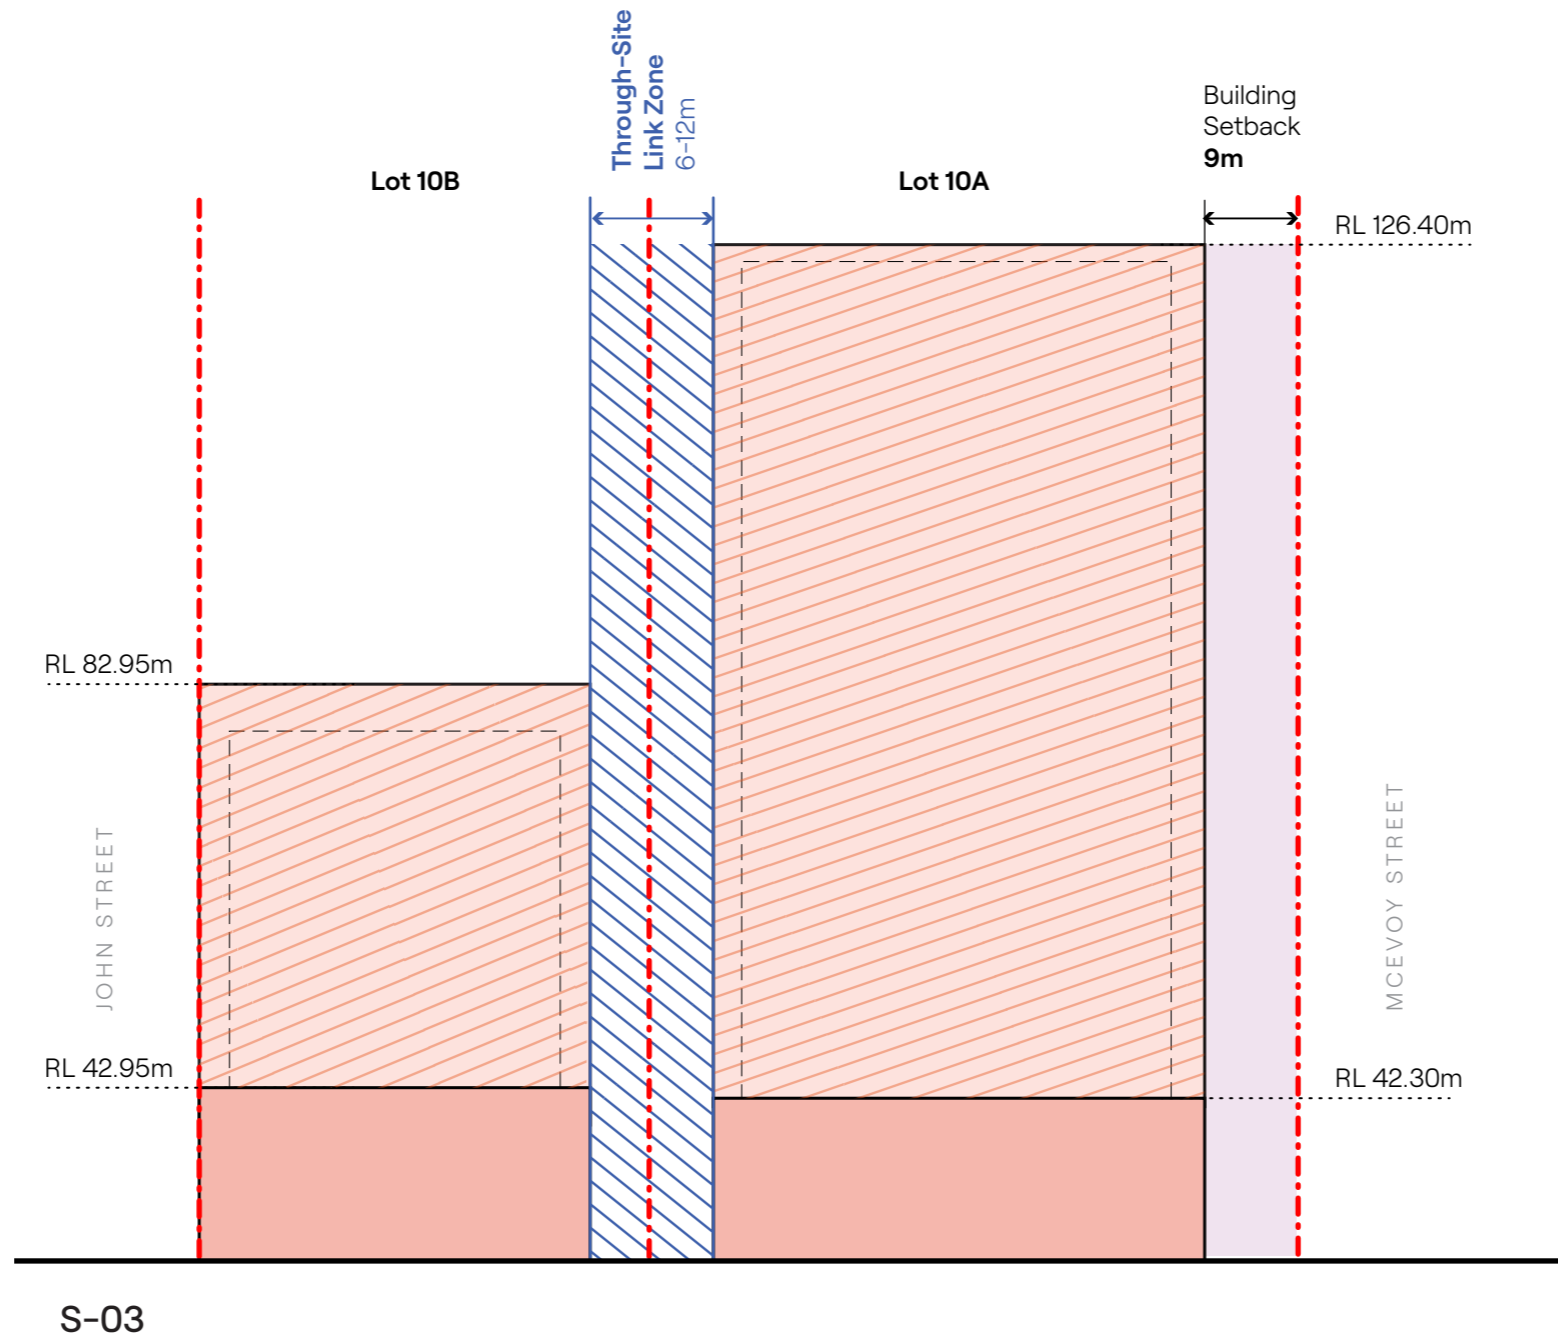 Through-Site
Link Zone
6-12m
Building
Setback
9m
Lot 10B
Lot 10A
RL 126.40m
RL 82.95m
JOHN STREET
MCEVOY STREET
RL 42.95m
RL 42.30m
S-03